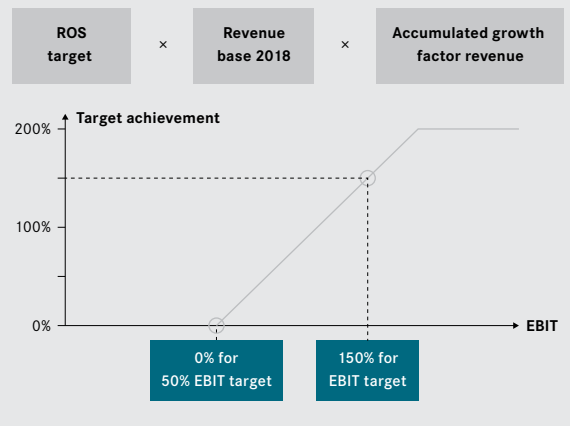 ROS
target
×
Revenue
base 2018
×
Accumulated growth
factor revenue
Target achievement
200%
100%
0%
EBIT
0% for
50% EBIT target
150% for
EBIT target